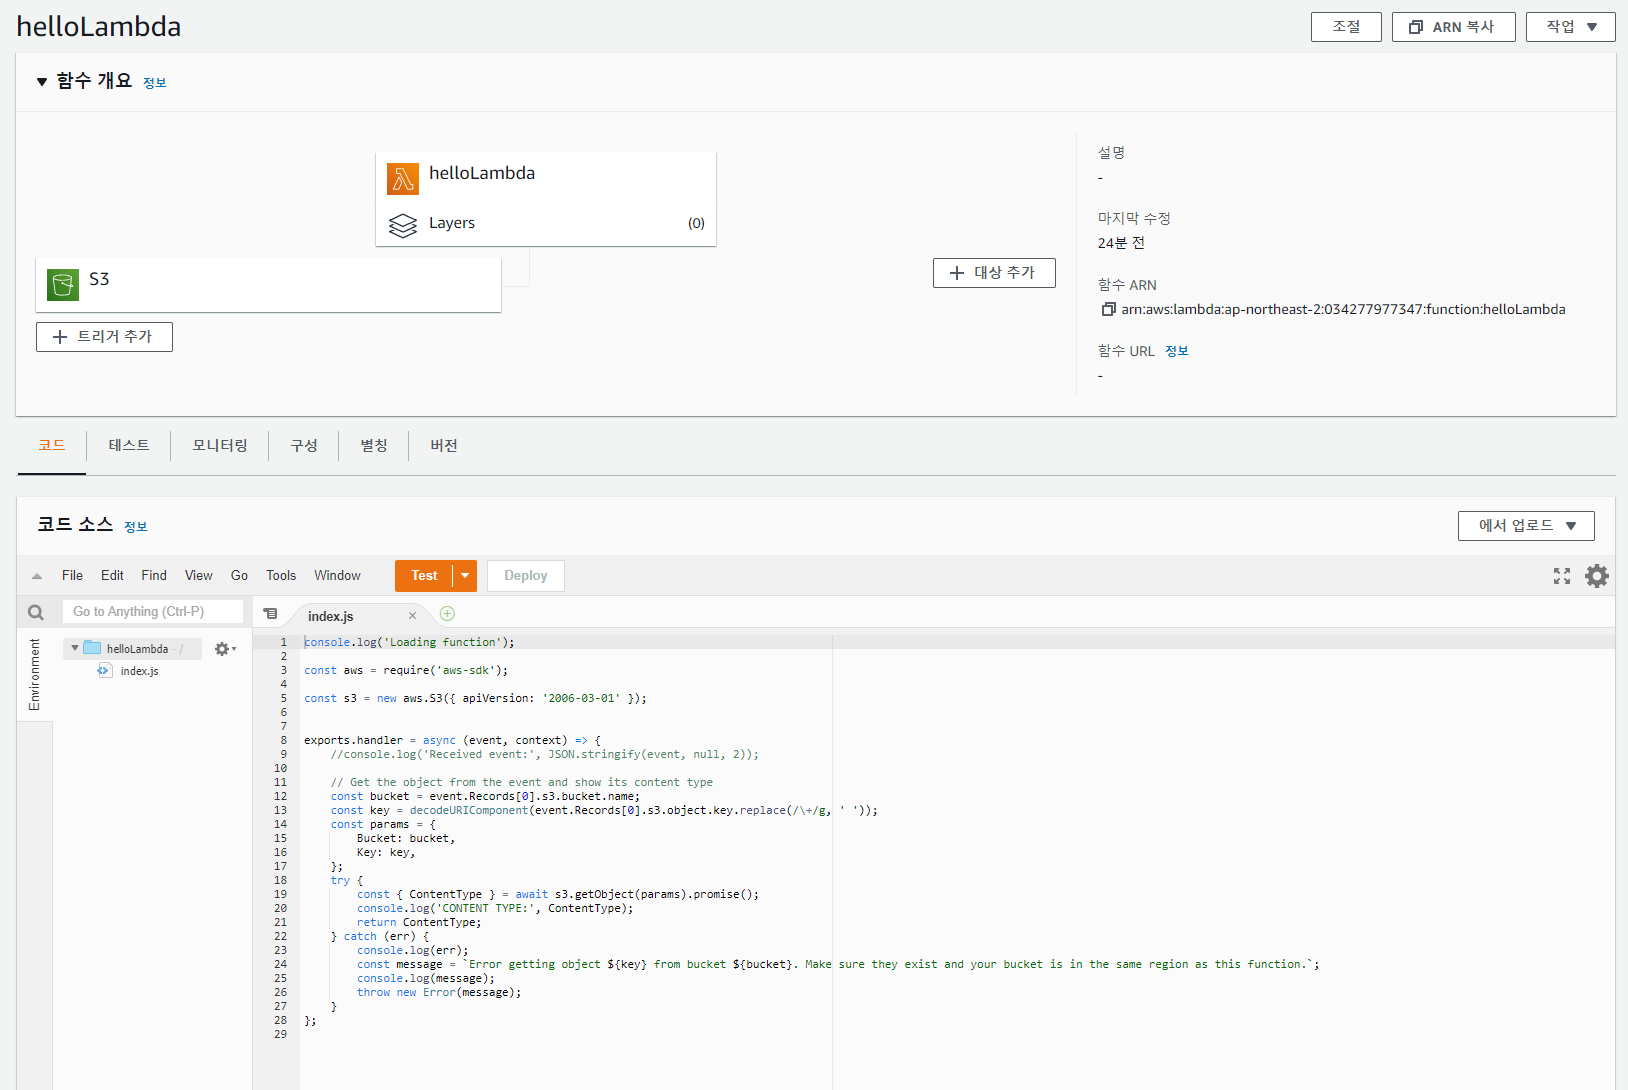 helloLambda
조절
ARN 복사
작업
함수 개요 정보
helloLambda
Layers (0)
S3
트리거 추가
대상 추가
설명
-
마지막 수정
24분 전
함수 ARN
arn:aws:lambda:ap-northeast-2:034277977347:function:helloLambda
함수 URL 정보
-
코드 테스트 모니터링 구성 별칭 버전
코드 소스 정보
에서 업로드
File Edit Find View Go Tools Window Test Deploy
Go to Anything (Ctrl-P)
index.js
Environment
helloLambda - /
index.js
1 console.log('Loading function');
2
3 const aws = require('aws-sdk');
4
5 const s3 = new aws.S3({ apiVersion: '2006-03-01' });
6
7
8 exports.handler = async (event, context) => {
9     //console.log('Received event:', JSON.stringify(event, null, 2));
10
11     // Get the object from the event and show its content type
12     const bucket = event.Records[0].s3.bucket.name;
13     const key = decodeURIComponent(event.Records[0].s3.object.key.replace(/\+/g, ' '));
14     const params = {
15         Bucket: bucket,
16         Key: key,
17     };
18     try {
19         const { ContentType } = await s3.getObject(params).promise();
20         console.log('CONTENT TYPE:', ContentType);
21         return ContentType;
22     } catch (err) {
23         console.log(err);
24         const message = `Error getting object ${key} from bucket ${bucket}. Make sure they exist and your bucket is in the same region as this function.`;
25         console.log(message);
26         throw new Error(message);
27     }
28 };
29